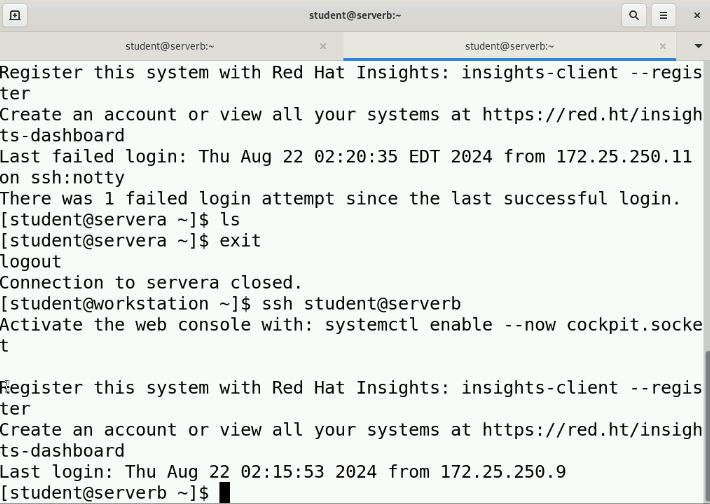 student@serverb:~
student@serverb:~
student@serverb:~
Register this system with Red Hat Insights: insights-client --regis
ter
Create an account or view all your systems at https://red.ht/insigh
ts-dashboard
Last failed login: Thu Aug 22 02:20:35 EDT 2024 from 172.25.250.11
on ssh:notty
There was 1 failed login attempt since the last successful login.
[student@servera ~]$ ls
[student@servera ~]$ exit
logout
Connection to servera closed.
[student@workstation ~]$ ssh student@serverb
Activate the web console with: systemctl enable --now cockpit.socke
t
Register this system with Red Hat Insights: insights-client --regis
ter
Create an account or view all your systems at https://red.ht/insigh
ts-dashboard
Last login: Thu Aug 22 02:15:53 2024 from 172.25.250.9
[student@serverb ~]$